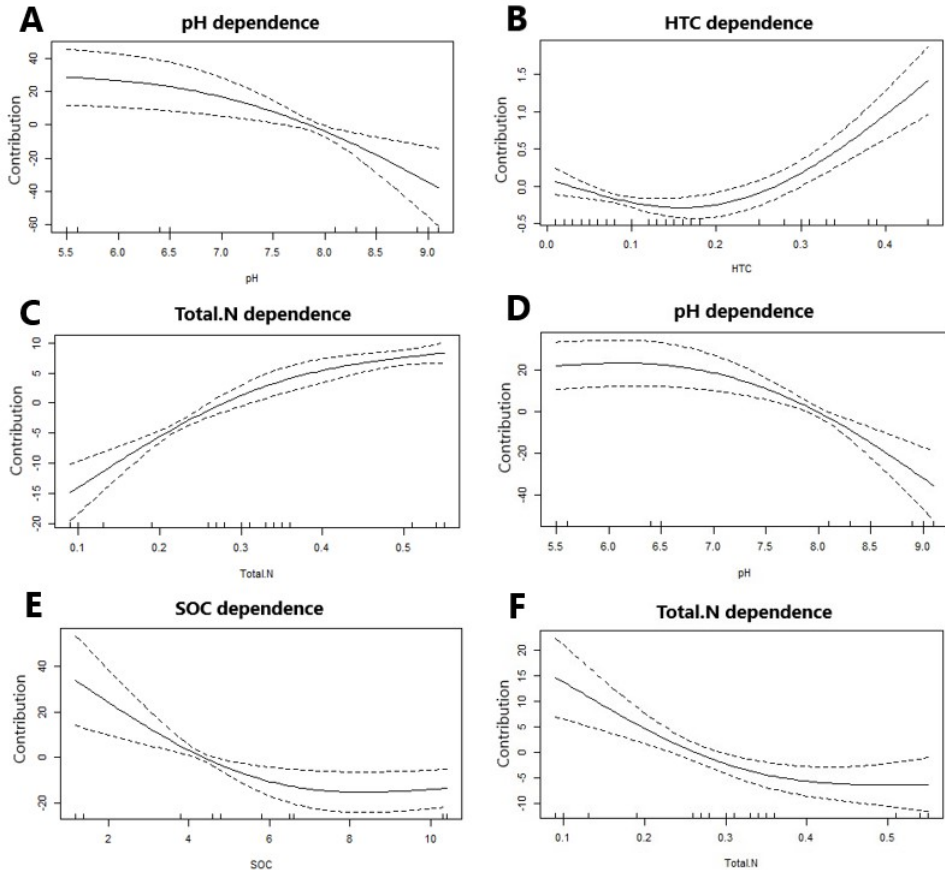 A
pH dependence
Contribution
40
20
0
-20
-40
-60
5.5 6.0 6.5 7.0 7.5 8.0 8.5 9.0
pH
B
HTC dependence
Contribution
1.5
1.0
0.5
0.0
-0.5
0.0 0.1 0.2 0.3 0.4
HTC
C
Total.N dependence
Contribution
10
5
0
-5
-10
-15
-20
0.1 0.2 0.3 0.4 0.5
Total.N
D
pH dependence
Contribution
20
0
-20
-40
5.5 6.0 6.5 7.0 7.5 8.0 8.5 9.0
pH
E
SOC dependence
Contribution
40
20
0
-20
2 4 6 8 10
SOC
F
Total.N dependence
Contribution
20
15
10
5
0
-5
-10
0.1 0.2 0.3 0.4 0.5
Total.N